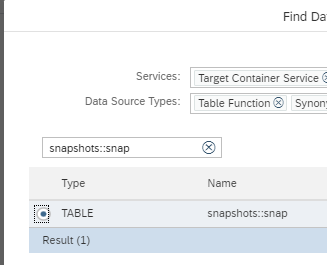 Find Da
Services: Target Container Service
Data Source Types: Table Function Synony
snapshots::snap
Type Name
TABLE snapshots::snap
Result (1)